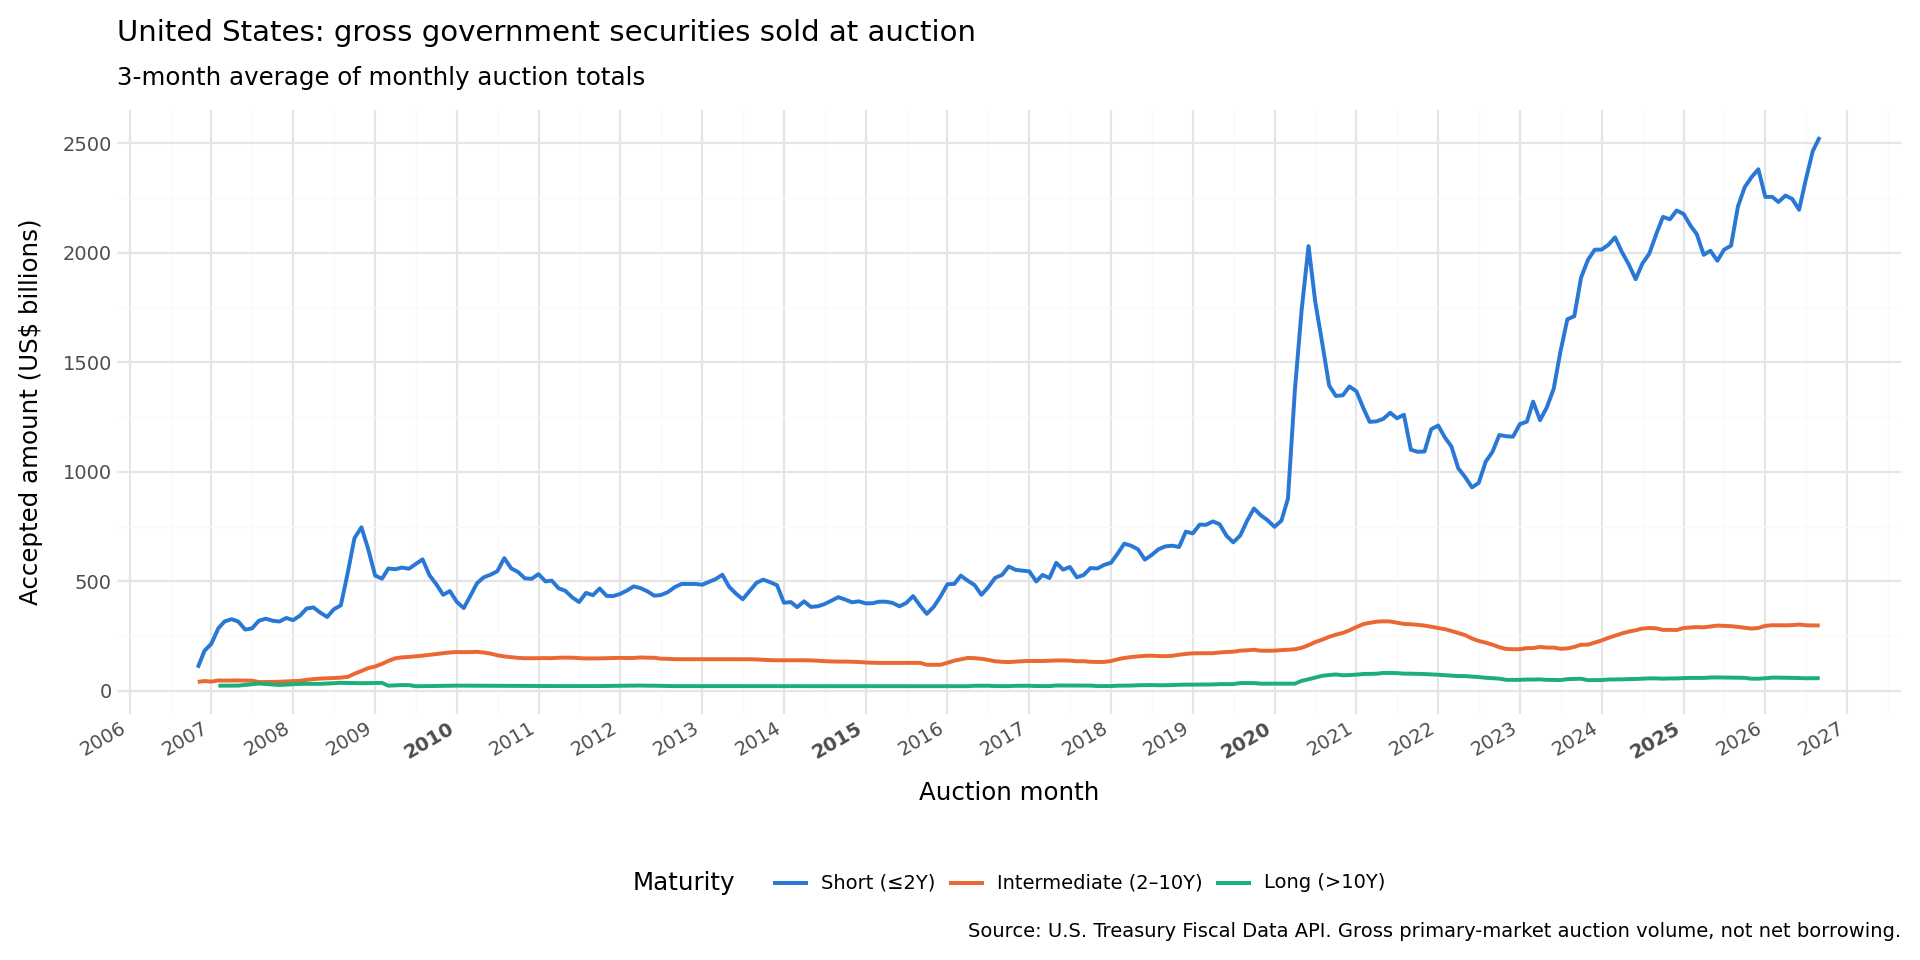 United States: gross government securities sold at auction
3-month average of monthly auction totals
Accepted amount (US$ billions)
2500
2000
1500
1000
500
0
2006 2007 2008 2009 2010 2011 2012 2013 2014 2015 2016 2017 2018 2019 2020 2021 2022 2023 2024 2025 2026 2027
Auction month
Maturity Short (≤2Y) Intermediate (2–10Y) Long (>10Y)
Source: U.S. Treasury Fiscal Data API. Gross primary-market auction volume, not net borrowing.